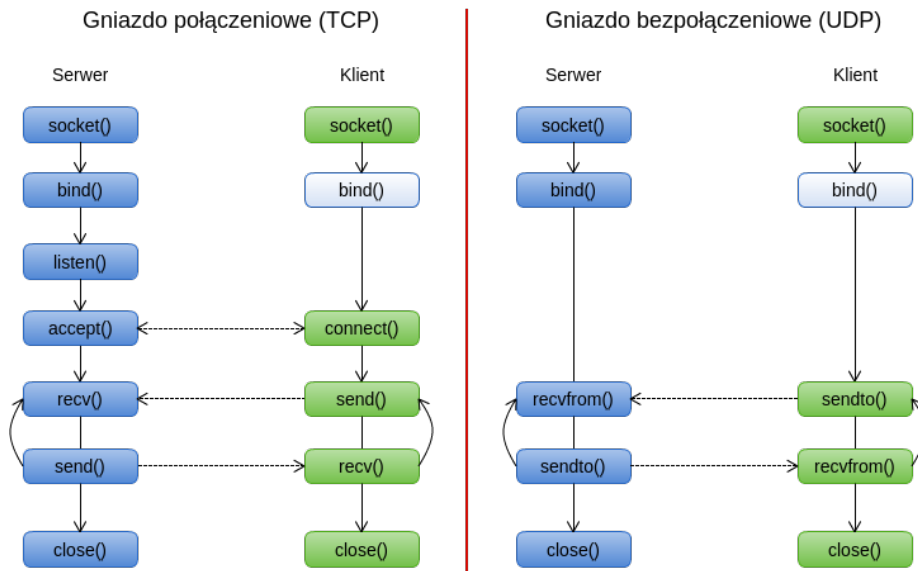 Gniazdo połączeniowe (TCP)
Serwer
Klient
socket()
socket()
bind()
bind()
listen()
accept()
connect()
recv()
send()
send()
recv()
close()
close()
Gniazdo bezpołączeniowe (UDP)
Serwer
Klient
socket()
socket()
bind()
bind()
recvfrom()
sendto()
sendto()
recvfrom()
close()
close()